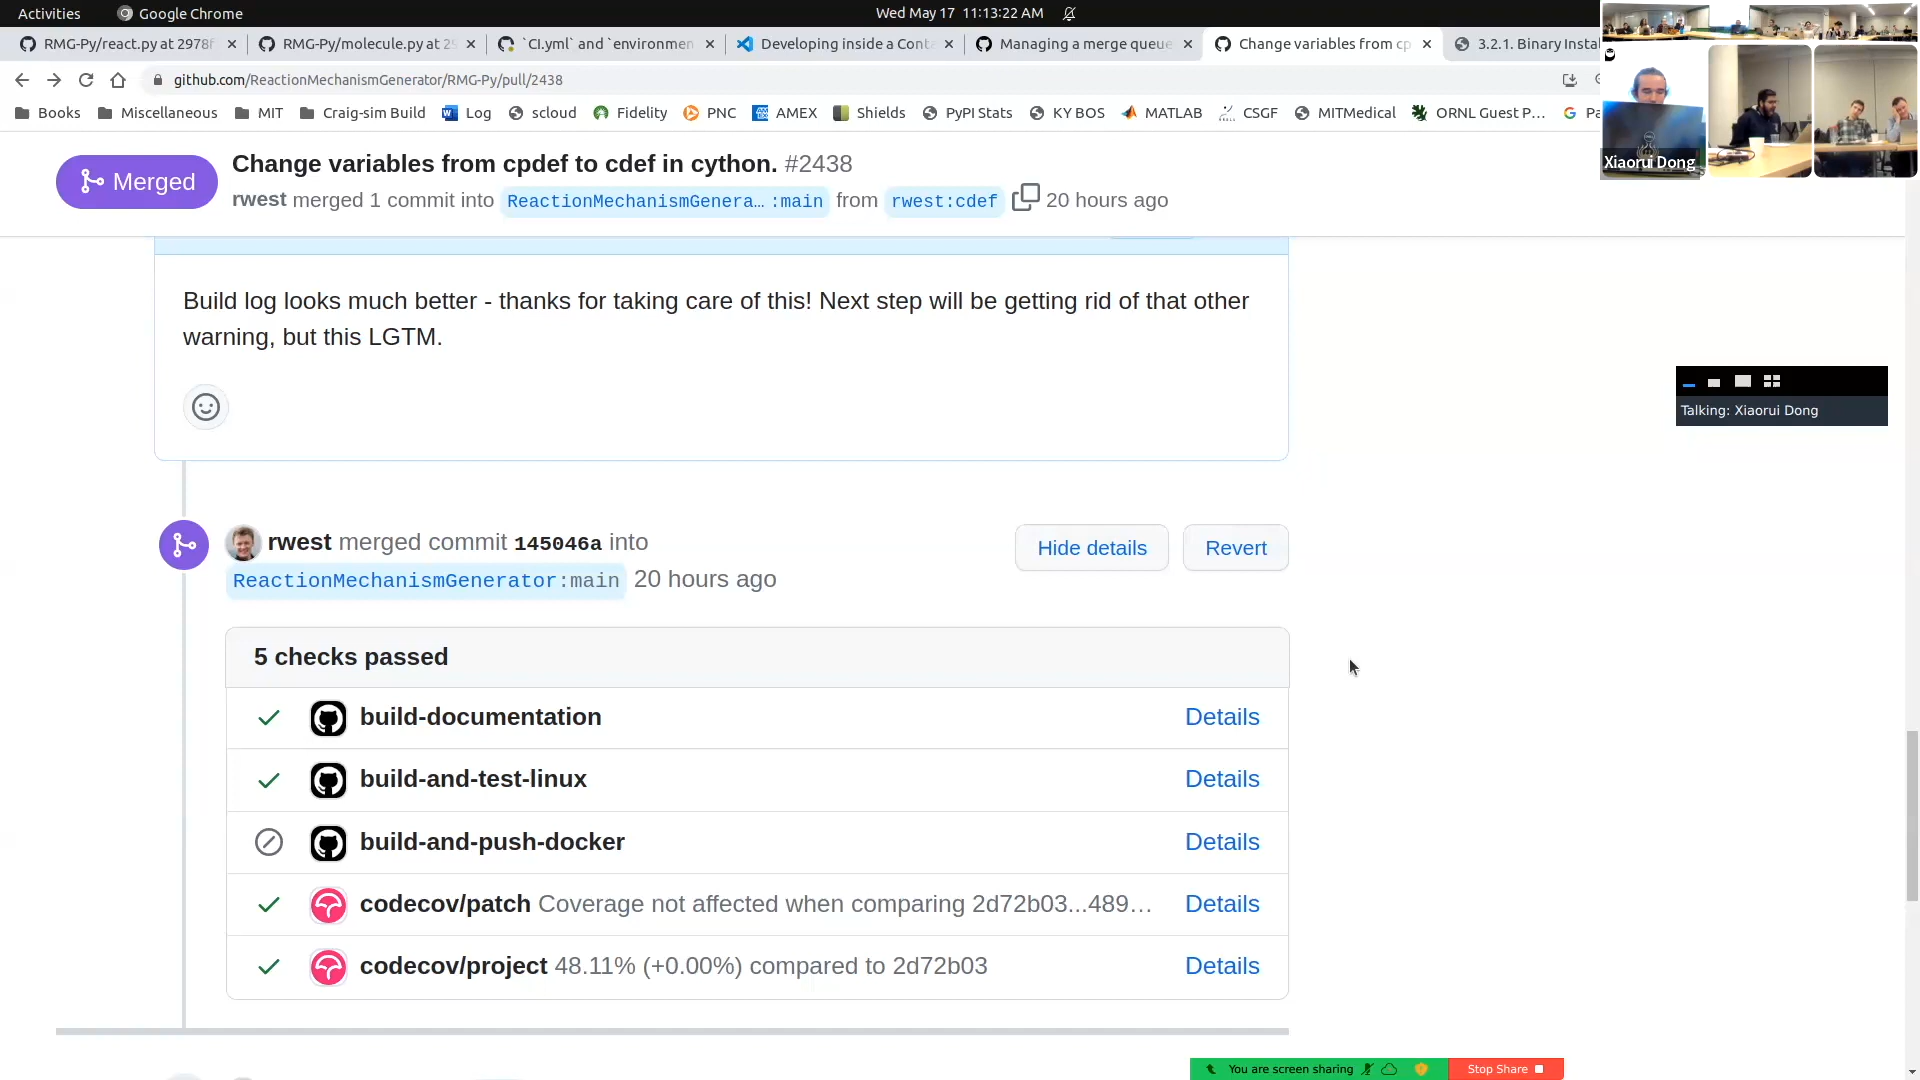 Activities
Google Chrome
Wed May 17 11:13:22 AM
RMG-Py/react.py at 2978f
RMG-Py/molecule.py at 29
`CI.yml` and `environmen
Developing inside a Conta
Managing a merge queue
Change variables from cp
3.2.1. Binary Insta
github.com/ReactionMechanismGenerator/RMG-Py/pull/2438
Books
Miscellaneous
MIT
Craig-sim Build
Log
scloud
Fidelity
PNC
AMEX
Shields
PyPI Stats
KY BOS
MATLAB
CSGF
MITMedical
ORNL Guest P...
Xiaorui Dong
Merged
Change variables from cpdef to cdef in cython. #2438
rwest merged 1 commit into ReactionMechanismGenera… :main from rwest:cdef 20 hours ago
Build log looks much better - thanks for taking care of this! Next step will be getting rid of that other
warning, but this LGTM.
Talking: Xiaorui Dong
rwest merged commit 145046a into
ReactionMechanismGenerator:main 20 hours ago
Hide details
Revert
5 checks passed
build-documentation Details
build-and-test-linux Details
build-and-push-docker Details
codecov/patch Coverage not affected when comparing 2d72b03...489… Details
codecov/project 48.11% (+0.00%) compared to 2d72b03 Details
You are screen sharing
Stop Share